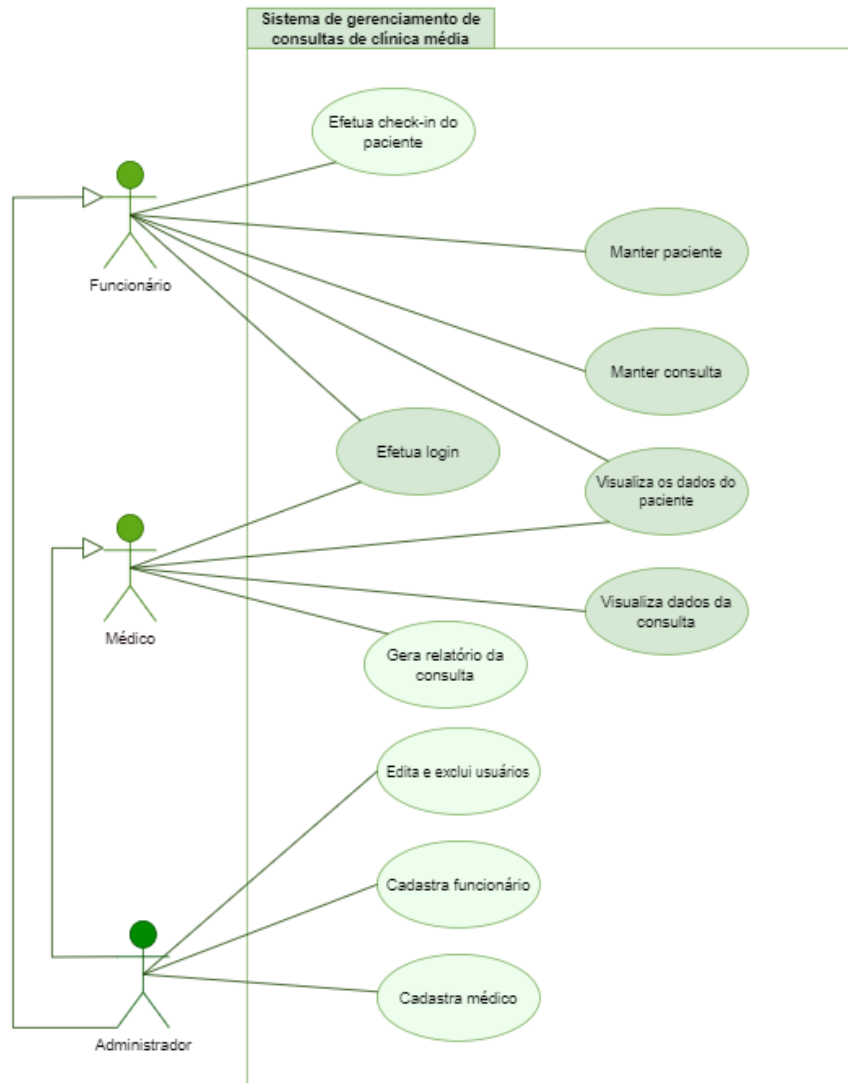 Sistema de gerenciamento de
consultas de clínica média
Efetua check-in do
paciente
Funcionário
Manter paciente
Manter consulta
Efetua login
Visualiza os dados do
paciente
Médico
Visualiza dados da
consulta
Gera relatório da
consulta
Edita e exclui usuários
Cadastra funcionário
Cadastra médico
Administrador